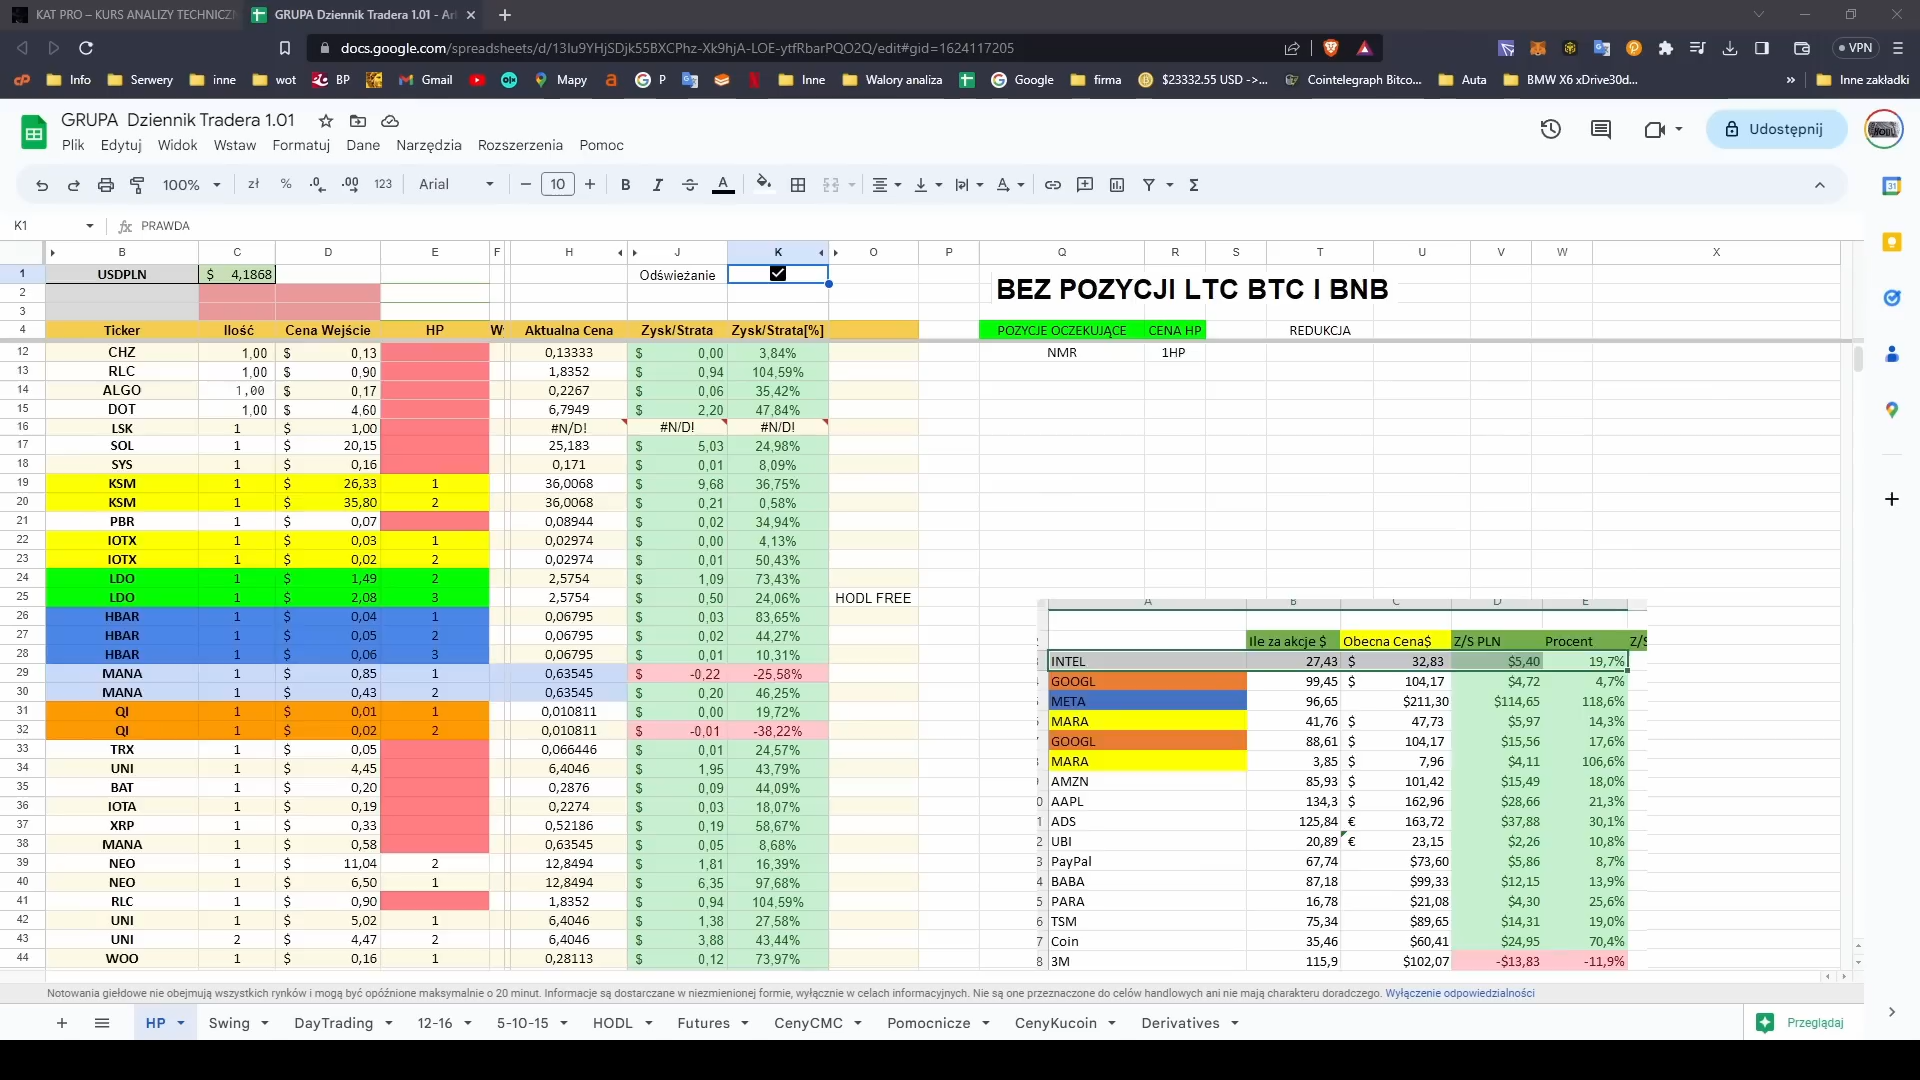 KAT PRO – KURS ANALIZY TECHNICZN
GRUPA Dziennik Tradera 1.01 - Ar
docs.google.com/spreadsheets/d/13Iu9YHjSDjk55BXCPhz-Xk9hjA-LOE-ytfRbarPQO2Q/edit#gid=1624117205
VPN
Info Serwery inne wot BP Gmail Mapy G P Inne Walory analiza Google firma $23332.55 USD ->... Cointelegraph Bitco... Auta BMW X6 xDrive30d... » Inne zakładki
GRUPA Dziennik Tradera 1.01
Plik Edytuj Widok Wstaw Formatuj Dane Narzędzia Rozszerzenia Pomoc
Udostępnij
100% zł % .0 .00 123 Arial 10 B I S A
K1 fx PRAWDA
B C D E F H J K O P Q R S T U V W X
1 USDPLN $ 4,1868 Odświeżanie
2 BEZ POZYCJI LTC BTC I BNB
3
4 Ticker Ilość Cena Wejście HP W Aktualna Cena Zysk/Strata Zysk/Strata[%] POZYCJE OCZEKUJĄCE CENA HP REDUKCJA
12 CHZ 1,00 $ 0,13 0,13333 $ 0,00 3,84% NMR 1HP
13 RLC 1,00 $ 0,90 1,8352 $ 0,94 104,59%
14 ALGO 1,00 $ 0,17 0,2267 $ 0,06 35,42%
15 DOT 1,00 $ 4,60 6,7949 $ 2,20 47,84%
16 LSK 1 $ 1,00 #N/D! #N/D! #N/D!
17 SOL 1 $ 20,15 25,183 $ 5,03 24,98%
18 SYS 1 $ 0,16 0,171 $ 0,01 8,09%
19 KSM 1 $ 26,33 1 36,0068 $ 9,68 36,75%
20 KSM 1 $ 35,80 2 36,0068 $ 0,21 0,58%
21 PBR 1 $ 0,07 0,08944 $ 0,02 34,94%
22 IOTX 1 $ 0,03 1 0,02974 $ 0,00 4,13%
23 IOTX 1 $ 0,02 2 0,02974 $ 0,01 50,43%
24 LDO 1 $ 1,49 2 2,5754 $ 1,09 73,43%
25 LDO 1 $ 2,08 3 2,5754 $ 0,50 24,06% HODL FREE
26 HBAR 1 $ 0,04 1 0,06795 $ 0,03 83,65%
27 HBAR 1 $ 0,05 2 0,06795 $ 0,02 44,27%
28 HBAR 1 $ 0,06 3 0,06795 $ 0,01 10,31%
29 MANA 1 $ 0,85 1 0,63545 $ -0,22 -25,58%
30 MANA 1 $ 0,43 2 0,63545 $ 0,20 46,25%
31 QI 1 $ 0,01 1 0,010811 $ 0,00 19,72%
32 QI 1 $ 0,02 2 0,010811 $ -0,01 -38,22%
33 TRX 1 $ 0,05 0,066446 $ 0,01 24,57%
34 UNI 1 $ 4,45 6,4046 $ 1,95 43,79%
35 BAT 1 $ 0,20 0,2876 $ 0,09 44,09%
36 IOTA 1 $ 0,19 0,2274 $ 0,03 18,07%
37 XRP 1 $ 0,33 0,52186 $ 0,19 58,67%
38 MANA 1 $ 0,58 0,63545 $ 0,05 8,68%
39 NEO 1 $ 11,04 2 12,8494 $ 1,81 16,39%
40 NEO 1 $ 6,50 1 12,8494 $ 6,35 97,68%
41 RLC 1 $ 0,90 1,8352 $ 0,94 104,59%
42 UNI 1 $ 5,02 1 6,4046 $ 1,38 27,58%
43 UNI 2 $ 4,47 2 6,4046 $ 3,88 43,44%
44 WOO 1 $ 0,16 1 0,28113 $ 0,12 73,97%
A B C D E
Ile za akcje $ Obecna Cena$ Z/S PLN Procent Z/S
INTEL 27,43 $ 32,83 $5,40 19,7%
GOOGL 99,45 $ 104,17 $4,72 4,7%
META 96,65 $211,30 $114,65 118,6%
MARA 41,76 $ 47,73 $5,97 14,3%
GOOGL 88,61 $ 104,17 $15,56 17,6%
MARA 3,85 $ 7,96 $4,11 106,6%
AMZN 85,93 $ 101,42 $15,49 18,0%
0 AAPL 134,3 $ 162,96 $28,66 21,3%
1 ADS 125,84 € 163,72 $37,88 30,1%
2 UBI 20,89 € 23,15 $2,26 10,8%
3 PayPal 67,74 $73,60 $5,86 8,7%
4 BABA 87,18 $99,33 $12,15 13,9%
5 PARA 16,78 $21,08 $4,30 25,6%
6 TSM 75,34 $89,65 $14,31 19,0%
7 Coin 35,46 $60,41 $24,95 70,4%
8 3M 115,9 $102,07 -$13,83 -11,9%
Notowania giełdowe nie obejmują wszystkich rynków i mogą być opóźnione maksymalnie o 20 minut. Informacje są dostarczane w niezmienionej formie, wyłącznie w celach informacyjnych. Nie są one przeznaczone do celów handlowych ani nie mają charakteru doradczego. Wyłączenie odpowiedzialności
HP Swing DayTrading 12-16 5-10-15 HODL Futures CenyCMC Pomocnicze CenyKucoin Derivatives Przeglądaj